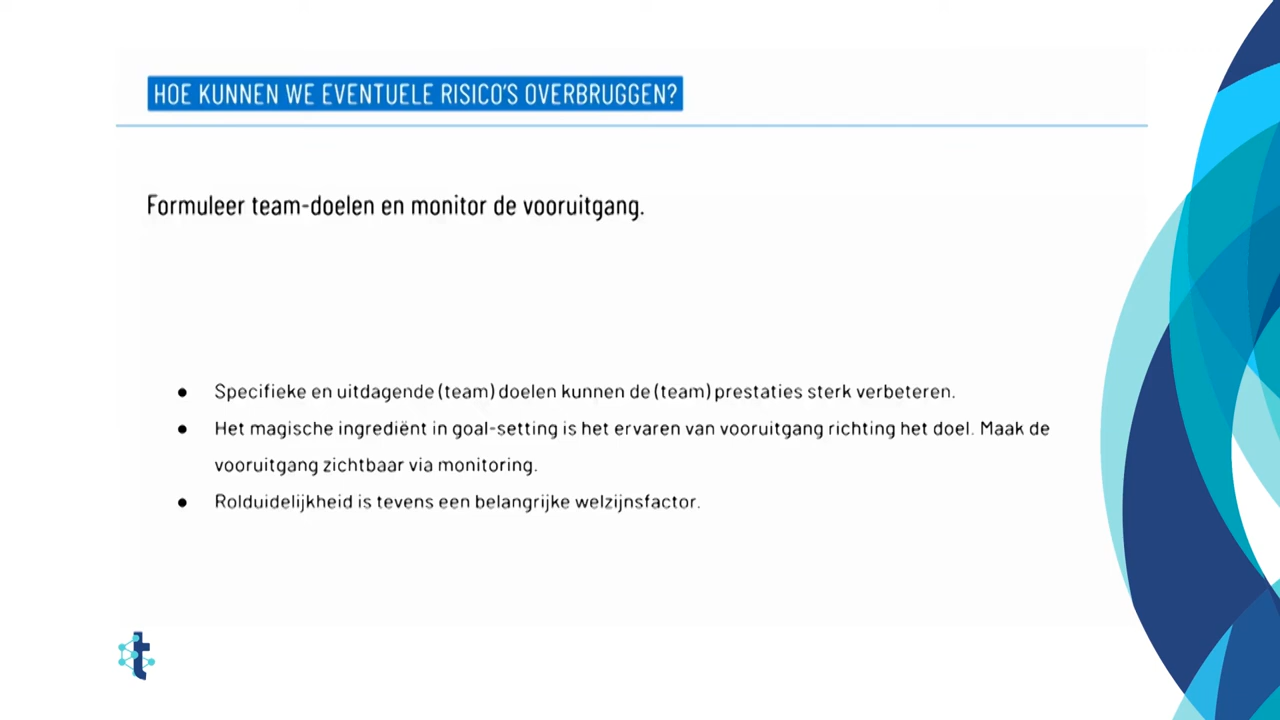 HOE KUNNEN WE EVENTUELE RISICO'S OVERBRUGGEN?
Formuleer team-doelen en monitor de vooruitgang.
● Specifieke en uitdagende (team) doelen kunnen de (team) prestaties sterk verbeteren.
● Het magische ingrediënt in goal-setting is het ervaren van vooruitgang richting het doel. Maak de
vooruitgang zichtbaar via monitoring.
● Rolduidelijkheid is tevens een belangrijke welzijnsfactor.
t